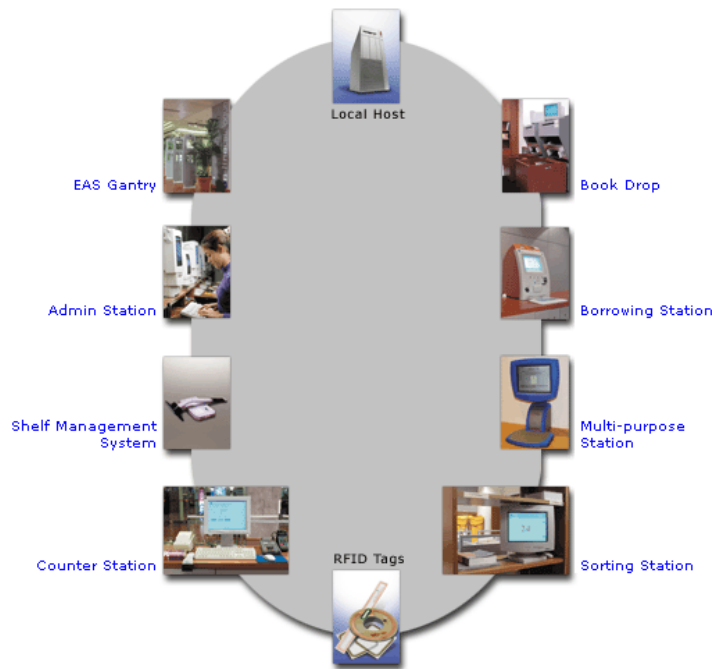 Local Host
EAS Gantry
Book Drop
Admin Station
Borrowing Station
Shelf Management
System
Multi-purpose
Station
Counter Station
RFID Tags
Sorting Station